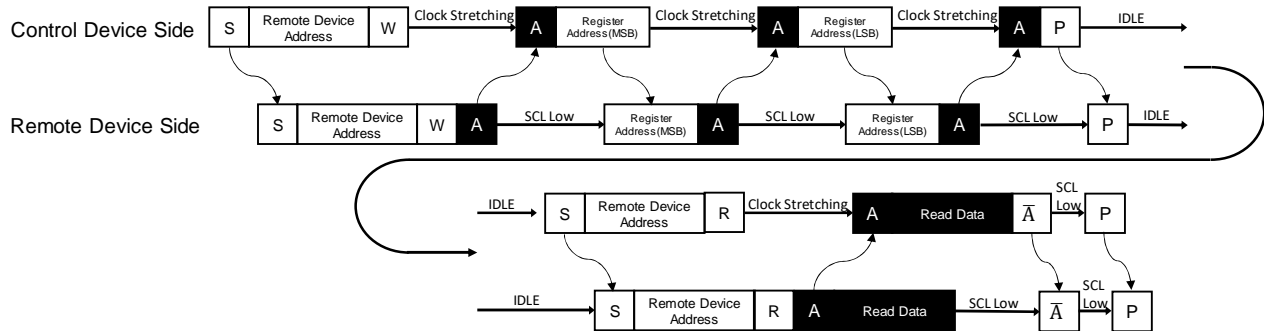 Control Device Side
S
Remote Device
Address
W
Clock Stretching
A
Register
Address(MSB)
Clock Stretching
A
Register
Address(LSB)
Clock Stretching
A
P
IDLE
Remote Device Side
S
Remote Device
Address
W
A
SCL Low
Register
Address(MSB)
A
SCL Low
Register
Address(LSB)
A
SCL Low
P
IDLE
IDLE
S
Remote Device
Address
R
Clock Stretching
A
Read Data
A̅
SCL
Low
P
IDLE
S
Remote Device
Address
R
A
Read Data
SCL Low
A̅
SCL
Low
P